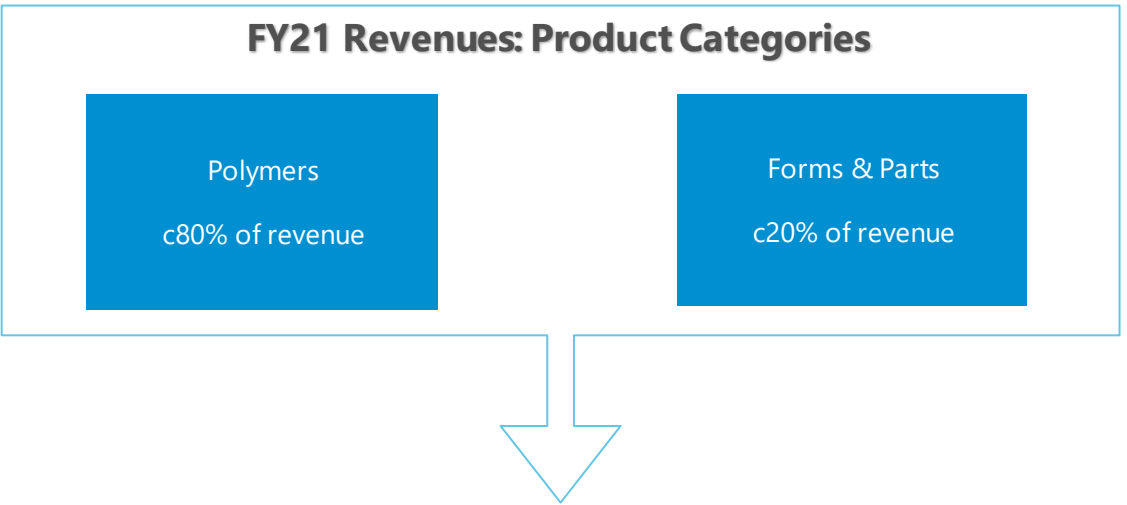 FY21 Revenues: Product Categories
Polymers
c80% of revenue
Forms & Parts
c20% of revenue